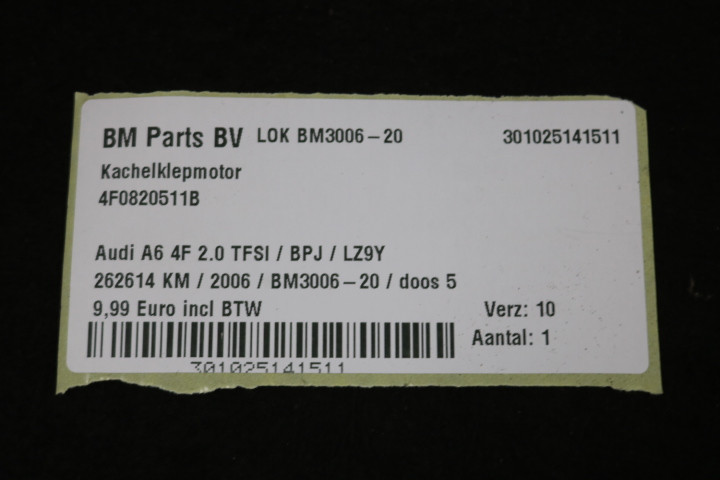 BM Parts BV LOK BM3006-20 301025141511
Kachelklepmotor
4F0820511B
Audi A6 4F 2.0 TFSI / BPJ / LZ9Y
262614 KM / 2006 / BM3006-20 / doos 5
9,99 Euro incl BTW Verz: 10
Aantal: 1
301025141511